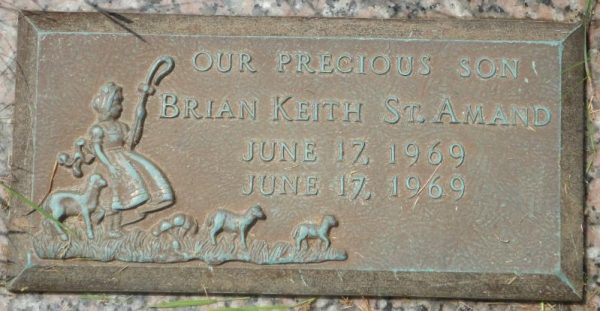 Our Precious Son
Brian Keith St. Amand
June 17, 1969
June 17, 1969